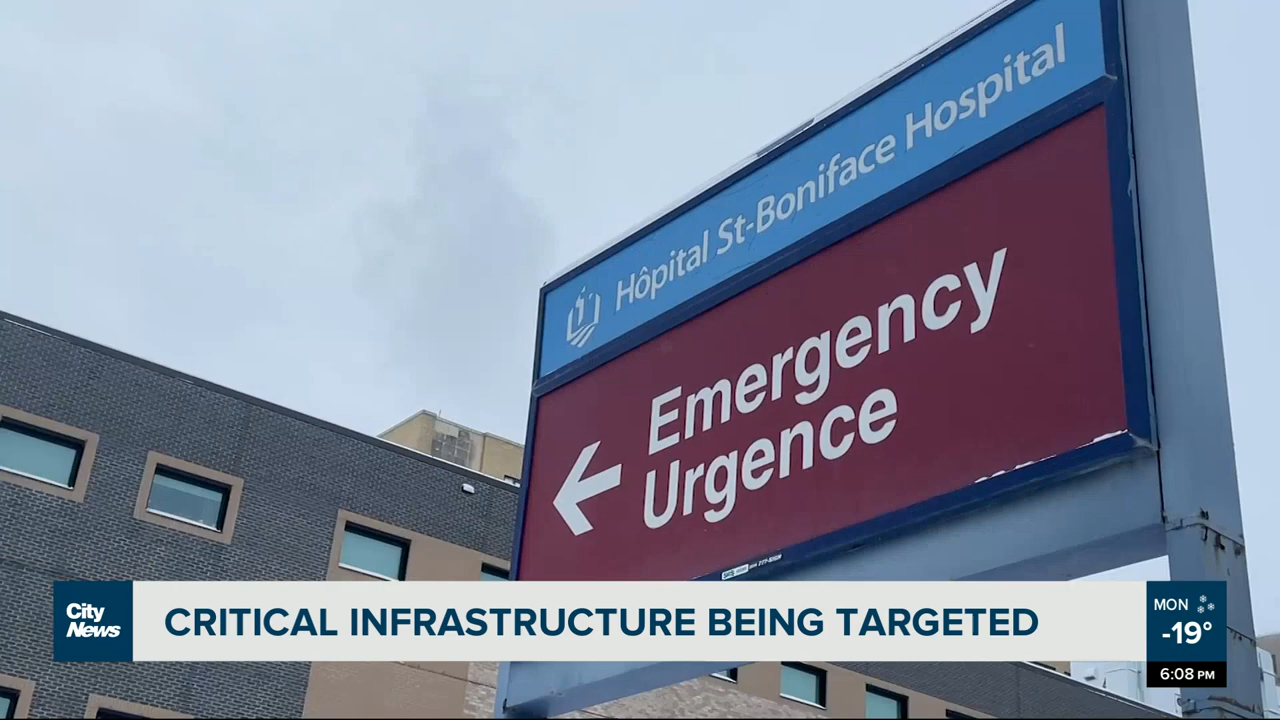 Hôpital St-Boniface Hospital
Emergency
Urgence
City
News
CRITICAL INFRASTRUCTURE BEING TARGETED
MON
-19°
6:08 PM